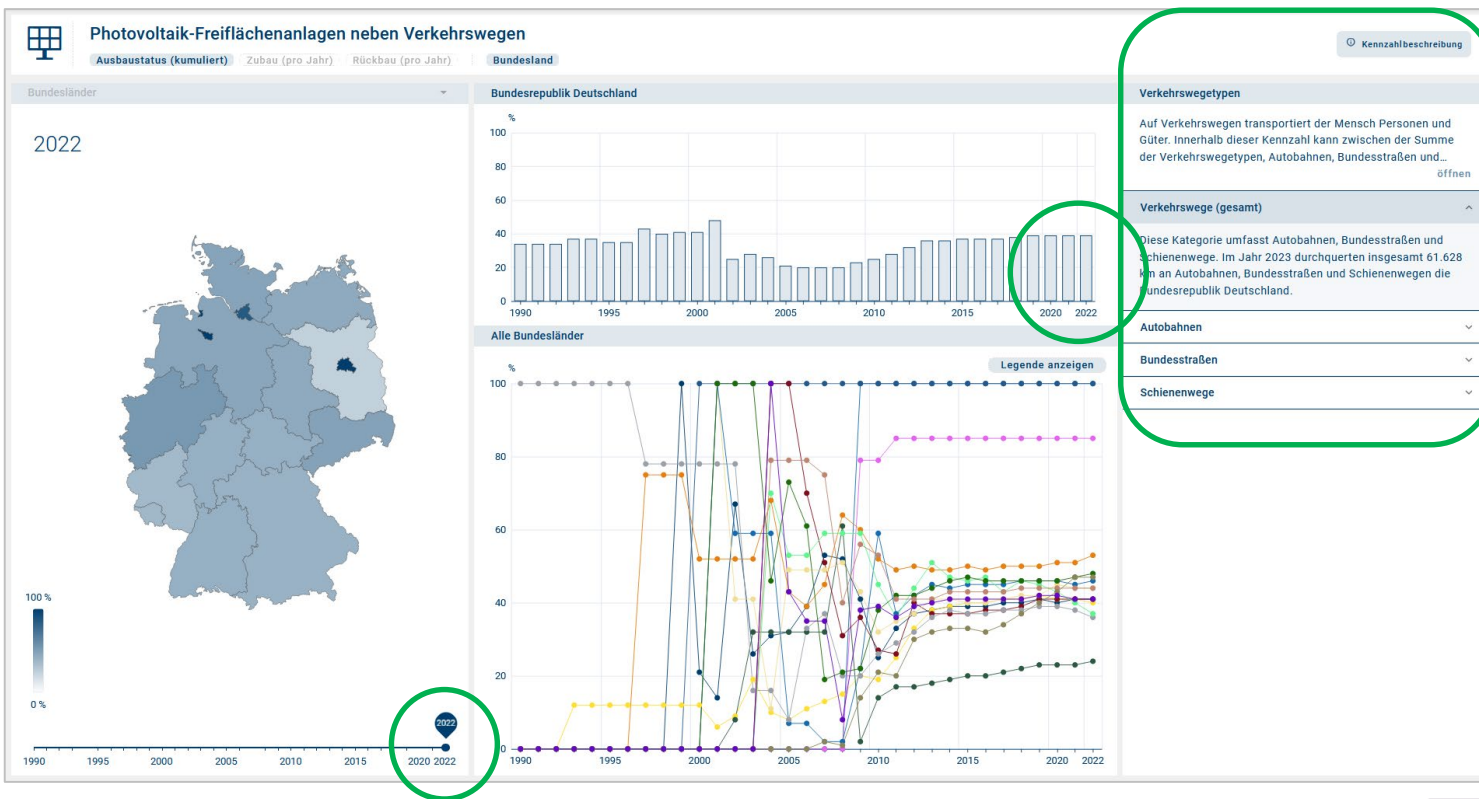 Photovoltaik-Freiflächenanlagen neben Verkehrswegen
Ausbaustatus (kumuliert) Zubau (pro Jahr) Rückbau (pro Jahr) Bundesland
Kennzahlbeschreibung
Bundesländer
2022
100 %
0 %
2022
1990 1995 2000 2005 2010 2015 2020 2022
Bundesrepublik Deutschland
%
100
80
60
40
20
0
1990 1995 2000 2005 2010 2015 2020 2022
Alle Bundesländer
Legende anzeigen
%
100
80
60
40
20
0
1990 1995 2000 2005 2010 2015 2020 2022
Verkehrswegetypen
Auf Verkehrswegen transportiert der Mensch Personen und
Güter. Innerhalb dieser Kennzahl kann zwischen der Summe
der Verkehrswegetypen, Autobahnen, Bundesstraßen und…
öffnen
Verkehrswege (gesamt)
Diese Kategorie umfasst Autobahnen, Bundesstraßen und
Schienenwege. Im Jahr 2023 durchquerten insgesamt 61.628
km an Autobahnen, Bundesstraßen und Schienenwegen die
Bundesrepublik Deutschland.
Autobahnen
Bundesstraßen
Schienenwege